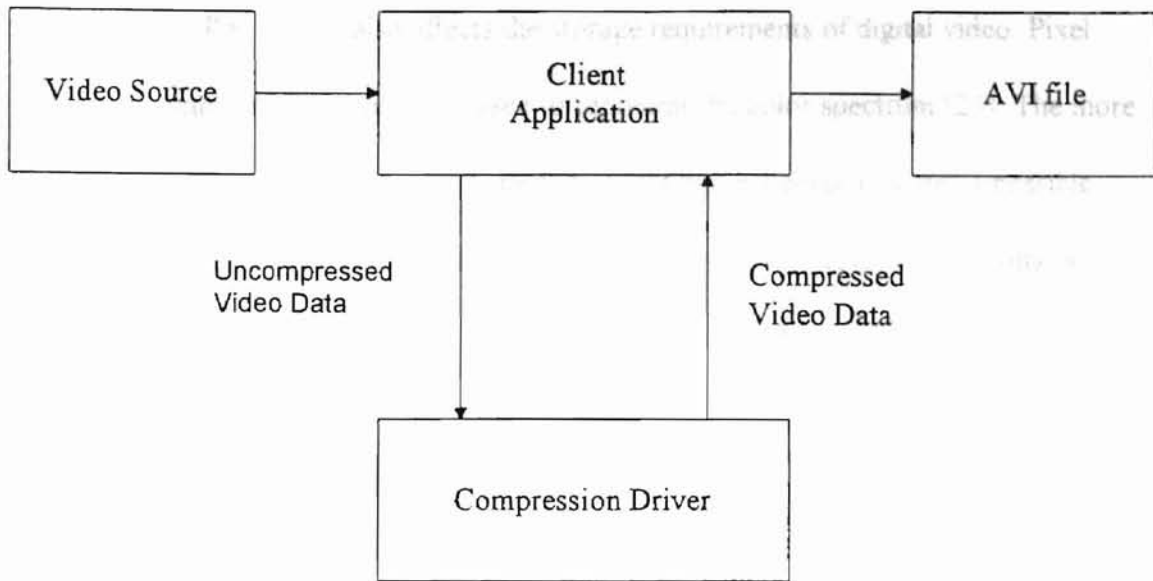 affects the storage requirements of digital video. Pixel
Video Source
Client
Application
AVI file
spectrum
The more
Uncompressed
Video Data
Compressed
Video Data
Compression Driver